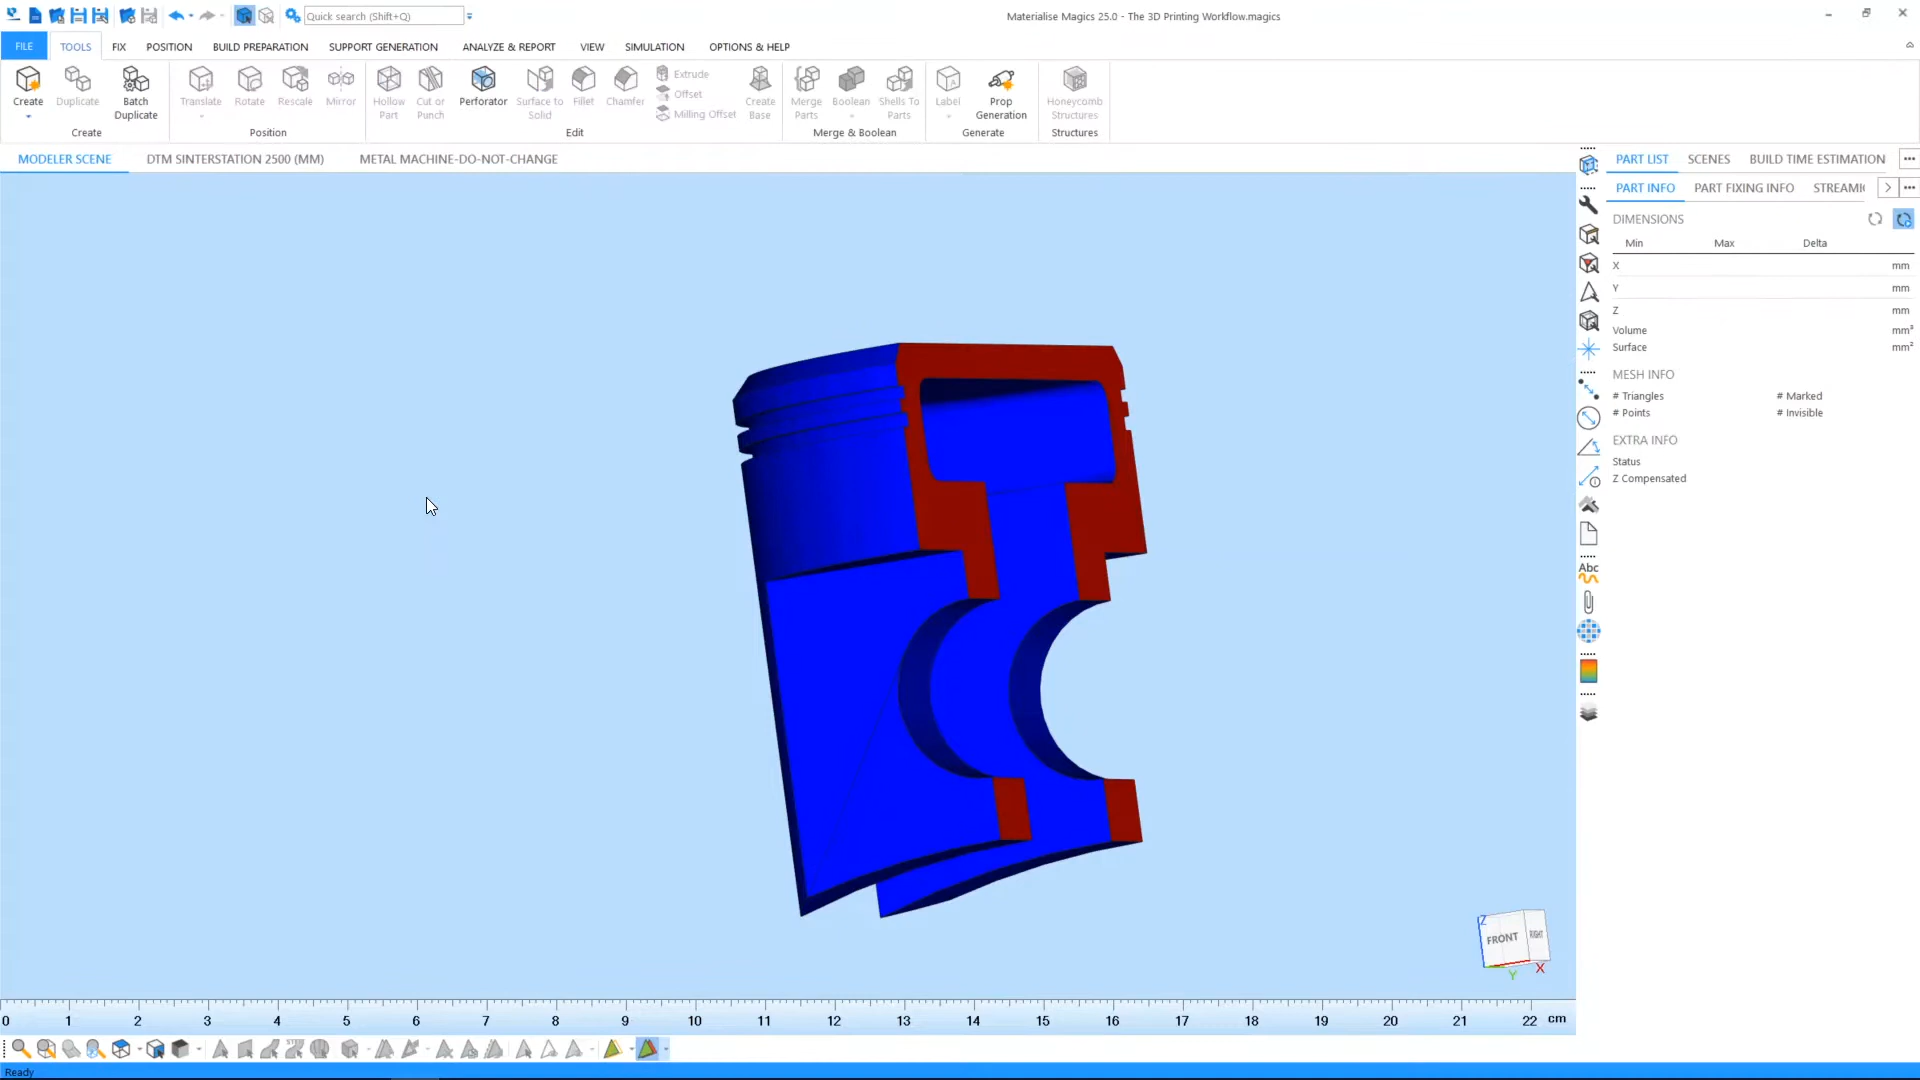 Quick search (Shift+Q)
Materialise Magics 25.0 - The 3D Printing Workflow.magics
FILE TOOLS FIX POSITION BUILD PREPARATION SUPPORT GENERATION ANALYZE & REPORT VIEW SIMULATION OPTIONS & HELP
Create Duplicate Batch Duplicate
Create
Translate Rotate Rescale Mirror
Position
Hollow Part Cut or Punch Perforator Surface to Solid Fillet Chamfer
Extrude
Offset
Milling Offset
Create Base
Edit
Merge Parts Boolean Shells To Parts
Merge & Boolean
Label Prop Generation
Generate
Honeycomb Structures
Structures
MODELER SCENE DTM SINTERSTATION 2500 (MM) METAL MACHINE-DO-NOT-CHANGE
PART LIST SCENES BUILD TIME ESTIMATION
PART INFO PART FIXING INFO
DIMENSIONS
Min Max Delta
X mm
Y mm
Z mm
Volume mm³
Surface mm²
MESH INFO
# Triangles # Marked
# Points # Invisible
EXTRA INFO
Status
Z Compensated
Abc
Z FRONT RIGHT
Y X
0 1 2 3 4 5 6 7 8 9 10 11 12 13 14 15 16 17 18 19 20 21 22 cm
Ready